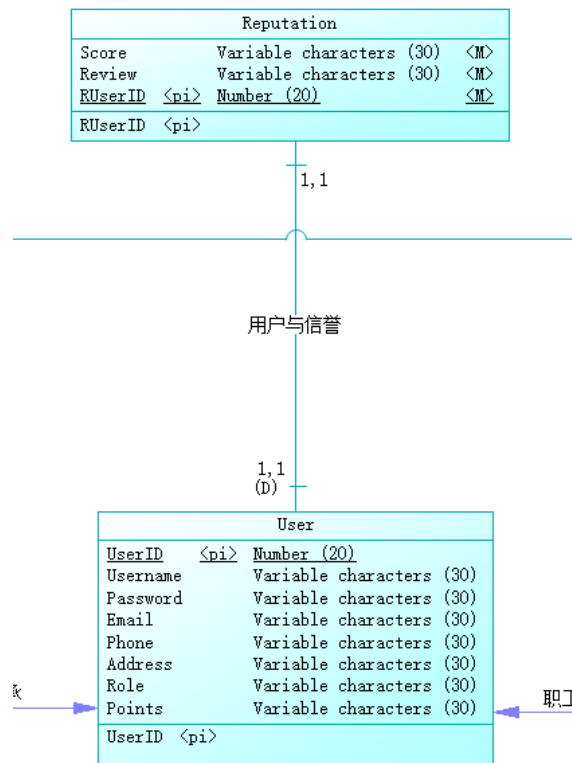 Reputation
Score Variable characters (30) <M>
Review Variable characters (30) <M>
RUserID <pi> Number (20) <M>
RUserID <pi>
1,1
用户与信誉
1,1
(D)
User
UserID <pi> Number (20)
Username Variable characters (30)
Password Variable characters (30)
Email Variable characters (30)
Phone Variable characters (30)
Address Variable characters (30)
Role Variable characters (30)
Points Variable characters (30)
职工
UserID <pi>